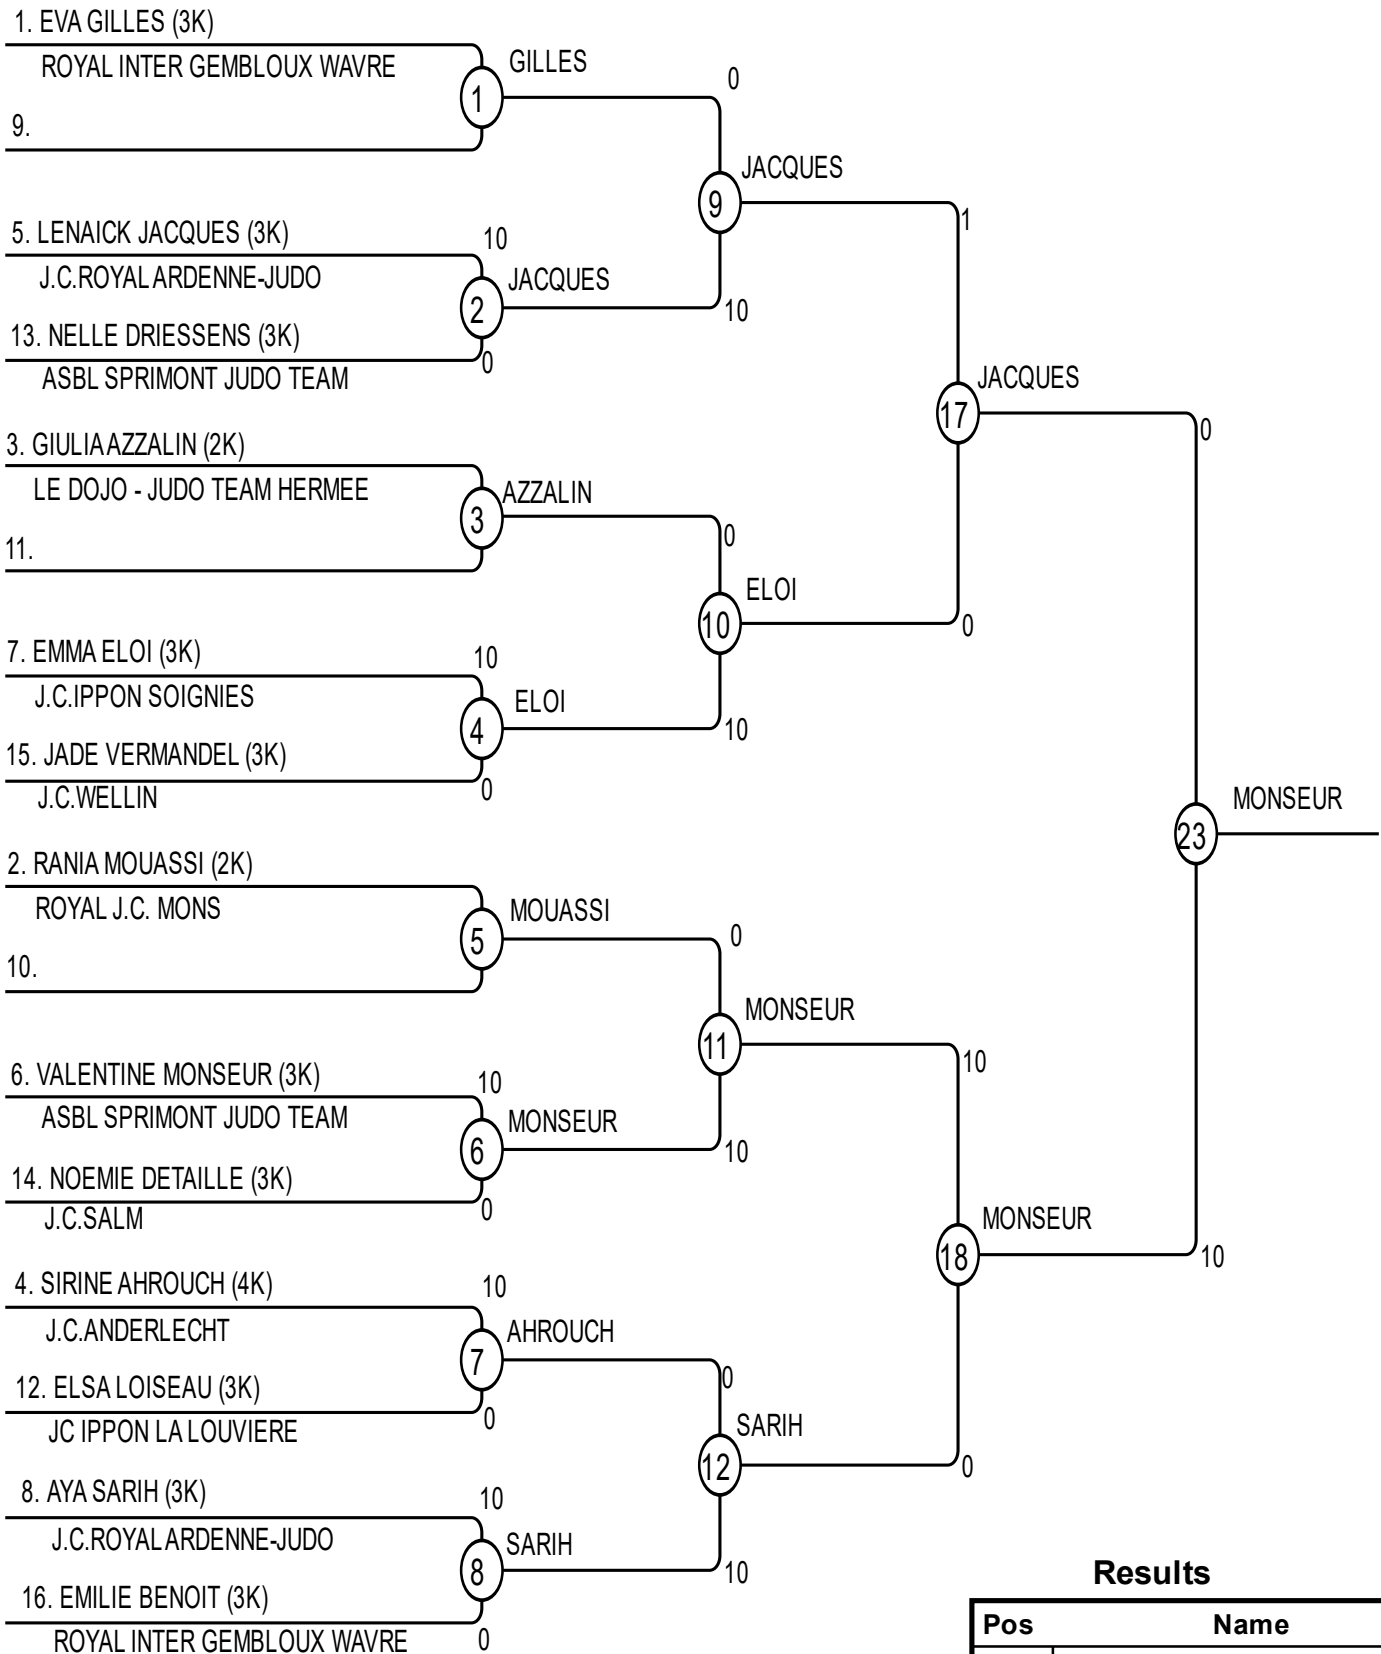 1. EVA GILLES (3K)
ROYAL INTER GEMBLOUX WAVRE
1
GILLES
0
9.
JACQUES
9
1
5. LENAICK JACQUES (3K)
10
J.C.ROYAL ARDENNE-JUDO
2
JACQUES
10
13. NELLE DRIESSENS (3K)
0
ASBL SPRIMONT JUDO TEAM
JACQUES
17
0
3. GIULIA AZZALIN (2K)
LE DOJO - JUDO TEAM HERMEE
3
AZZALIN
0
11.
ELOI
10
0
7. EMMA ELOI (3K)
10
J.C.IPPON SOIGNIES
4
ELOI
10
15. JADE VERMANDEL (3K)
0
J.C.WELLIN
MONSEUR
23
2. RANIA MOUASSI (2K)
ROYAL J.C. MONS
5
MOUASSI
0
10.
MONSEUR
11
10
6. VALENTINE MONSEUR (3K)
10
ASBL SPRIMONT JUDO TEAM
6
MONSEUR
10
14. NOEMIE DETAILLE (3K)
0
J.C.SALM
MONSEUR
18
10
4. SIRINE AHROUCH (4K)
10
J.C.ANDERLECHT
7
AHROUCH
0
12. ELSA LOISEAU (3K)
0
JC IPPON LA LOUVIERE
SARIH
12
0
8. AYA SARIH (3K)
10
J.C.ROYAL ARDENNE-JUDO
8
SARIH
10
16. EMILIE BENOIT (3K)
0
ROYAL INTER GEMBLOUX WAVRE
Results
Pos Name